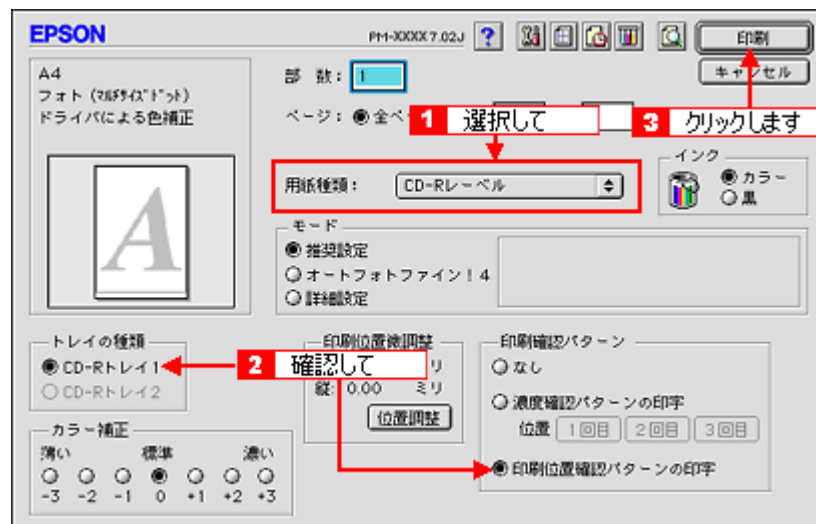 EPSON
PM-XXXX 7.02J
?
印刷
キャンセル
A4
フォト (マルチサイズドット)
ドライバによる色補正
部 数: 1
ページ: 全ペ
1 選択して
3 クリックします
用紙種類: CD-Rレーベル
インク
カラー
黒
モード
推奨設定
オートフォトファイン!4
詳細設定
A
トレイの種類
CD-Rトレイ1
CD-Rトレイ2
2 確認して
印刷位置微調整
リ
縦: 0.00 ミリ
位置調整
印刷確認パターン
なし
濃度確認パターンの印字
位置 1回目 2回目 3回目
印刷位置確認パターンの印字
カラー補正
薄い 標準 濃い
-3 -2 -1 0 +1 +2 +3